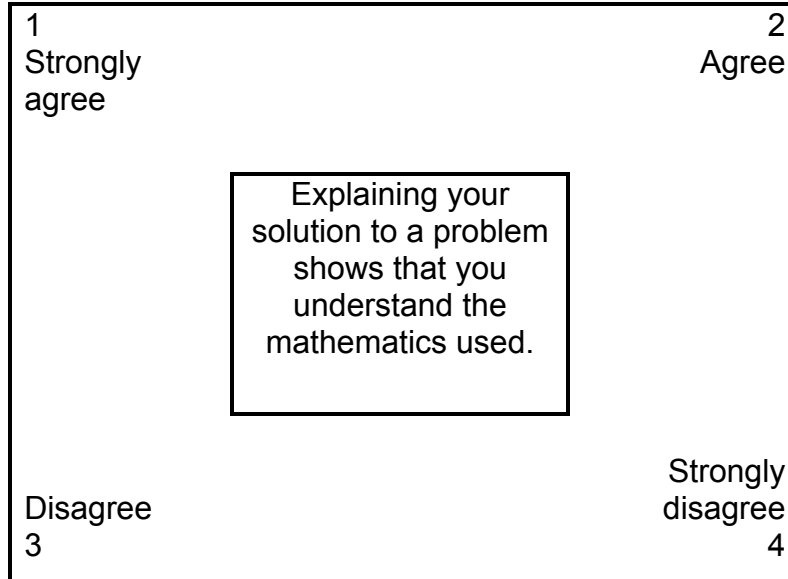 1
Strongly
agree
2
Agree
Explaining your
solution to a problem
shows that you
understand the
mathematics used.
Disagree
3
Strongly
disagree
4